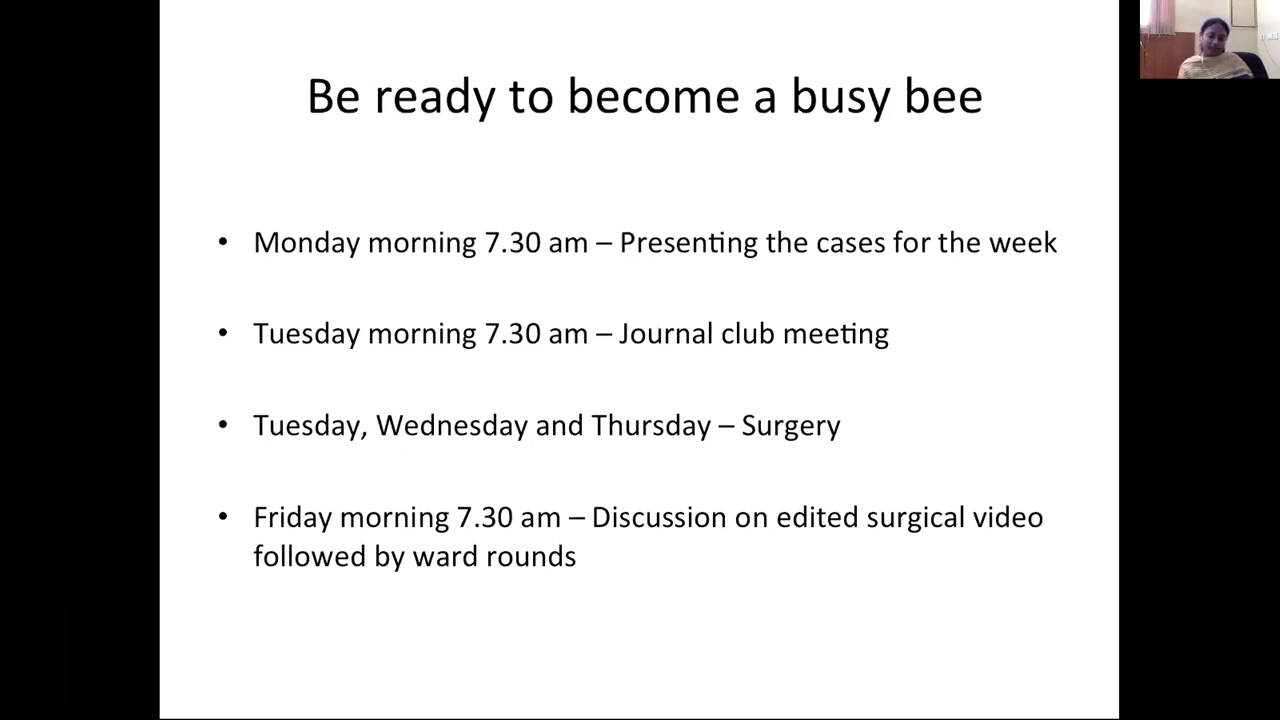 Be ready to become a busy bee
• Monday morning 7.30 am – Presenting the cases for the week
• Tuesday morning 7.30 am – Journal club meeting
• Tuesday, Wednesday and Thursday – Surgery
• Friday morning 7.30 am – Discussion on edited surgical video
followed by ward rounds